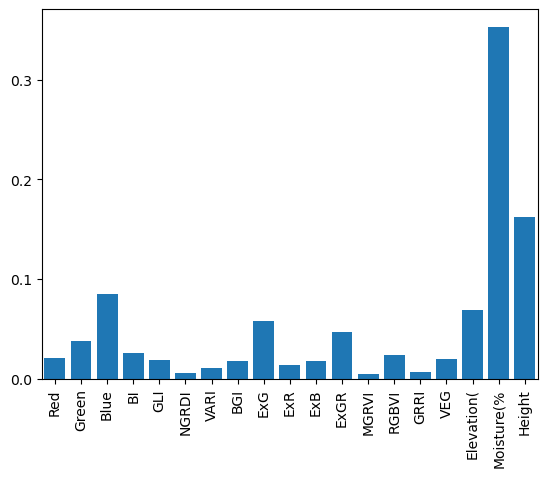 0.3
0.2
0.1
0.0
Red
Green
Blue
BI
GLI
NGRDI
VARI
BGI
ExG
ExR
ExB
ExGR
MGRVI
RGBVI
GRRI
VEG
Elevation(
Moisture(%
Height